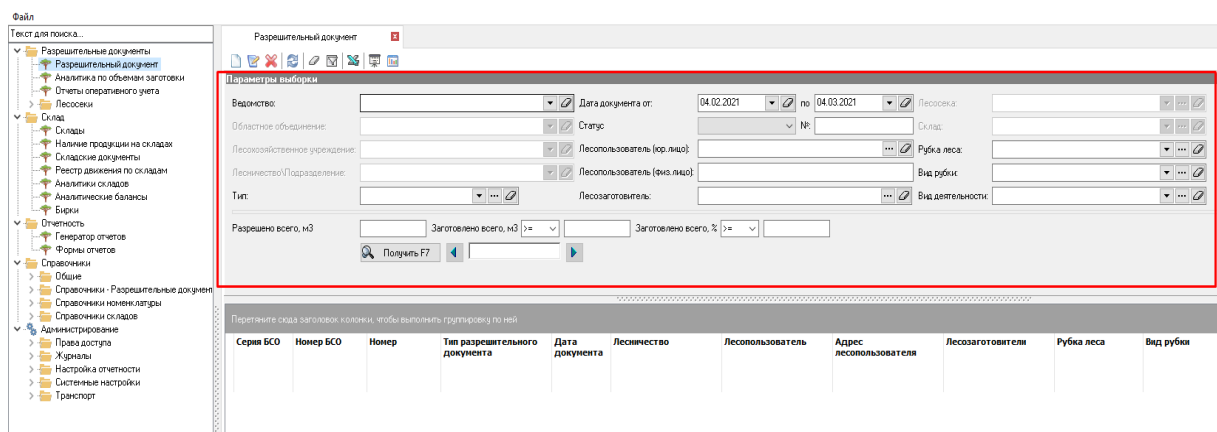 Файл
Текст для поиска...
Разрешительные документы
Разрешительный документ
Аналитика по объемам заготовки
Отчеты оперативного учета
Лесосеки
Склад
Склады
Наличие продукции на складах
Складские документы
Реестр движения по складам
Аналитики складов
Аналитические балансы
Бирки
Отчетность
Генератор отчетов
Формы отчетов
Справочники
Общие
Справочники - Разрешительные докумен
Справочники номенклатуры
Справочники складов
Администрирование
Права доступа
Журналы
Настройка отчетности
Системные настройки
Транспорт
Разрешительный документ
Параметры выборки
Ведомство: Дата документа от: 04.02.2021 по 04.03.2021 Лесосека:
Областное объединение: Статус №: Склад:
Лесохозяйственное учреждение: Лесопользователь (юр.лицо): Рубка леса:
Лесничество\Подразделение: Лесопользователь (физ.лицо): Вид рубки:
Тип: Лесозаготовитель: Вид деятельности:
Разрешено всего, м3 Заготовлено всего, м3 >= Заготовлено всего, % >=
Получить F7
Перетяните сюда заголовок колонки, чтобы выполнить группировку по ней
Серия БСО Номер БСО Номер Тип разрешительного Дата Лесничество Лесопользователь Адрес Лесозаготовители Рубка леса Вид рубки
документа документа лесопользователя